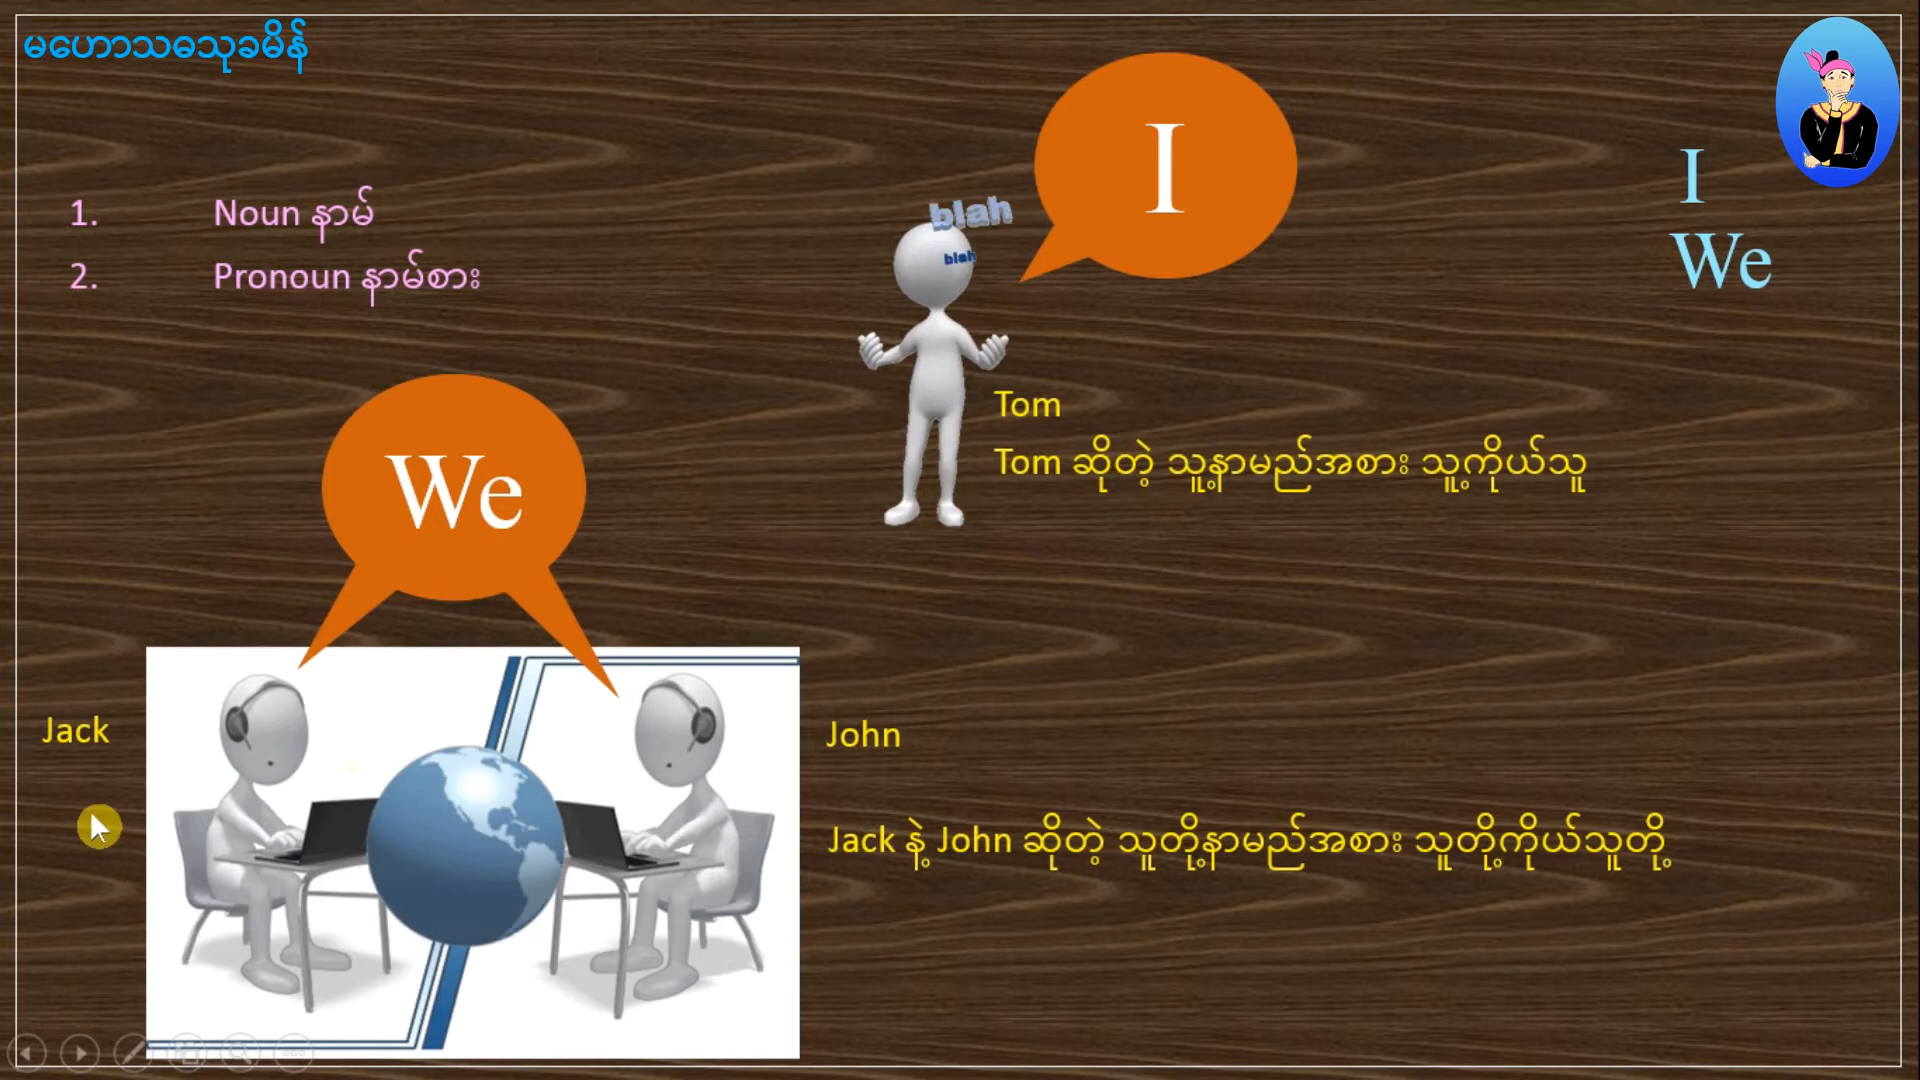 မဟောသဓသုခမိန်
I
blah
blah
I
We
1. Noun နာမ်
2. Pronoun နာမ်စား
Tom
Tom ဆိုတဲ့ သူ့နာမည်အစား သူ့ကိုယ်သူ
We
Jack
John
Jack နဲ့ John ဆိုတဲ့ သူတို့နာမည်အစား သူတို့ကိုယ်သူတို့